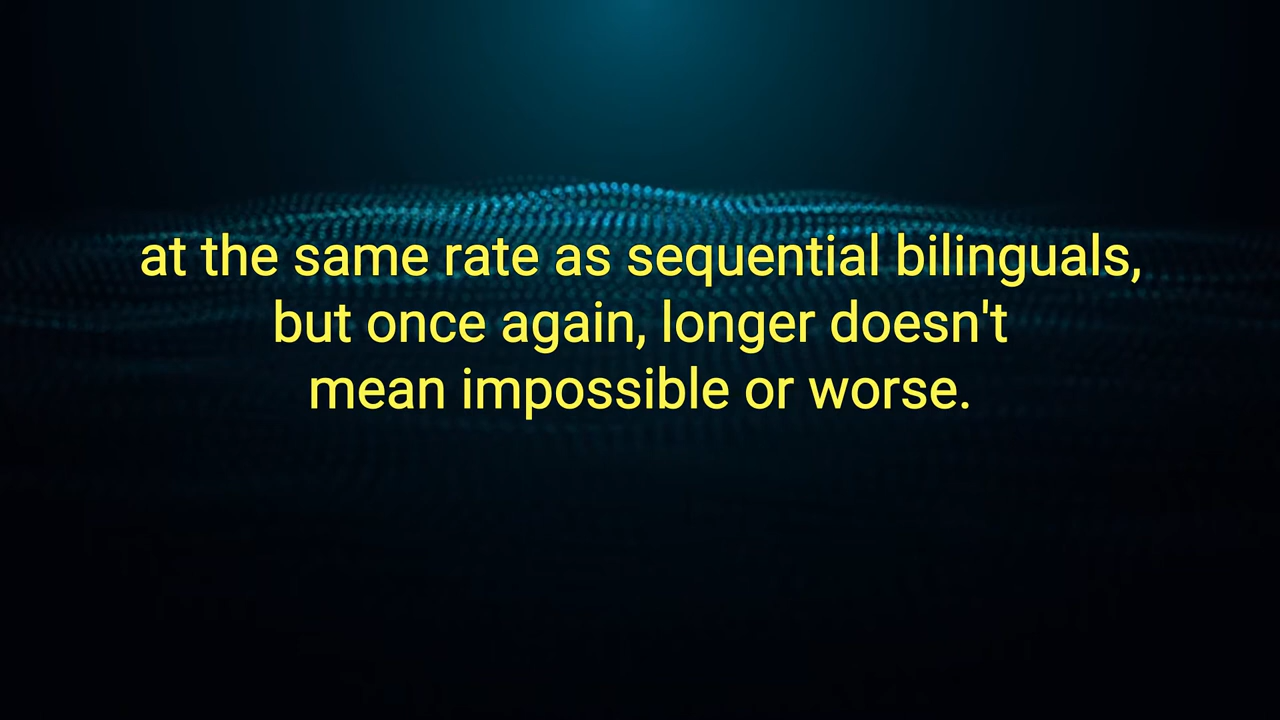 at the same rate as sequential bilinguals,
but once again, longer doesn't
mean impossible or worse.